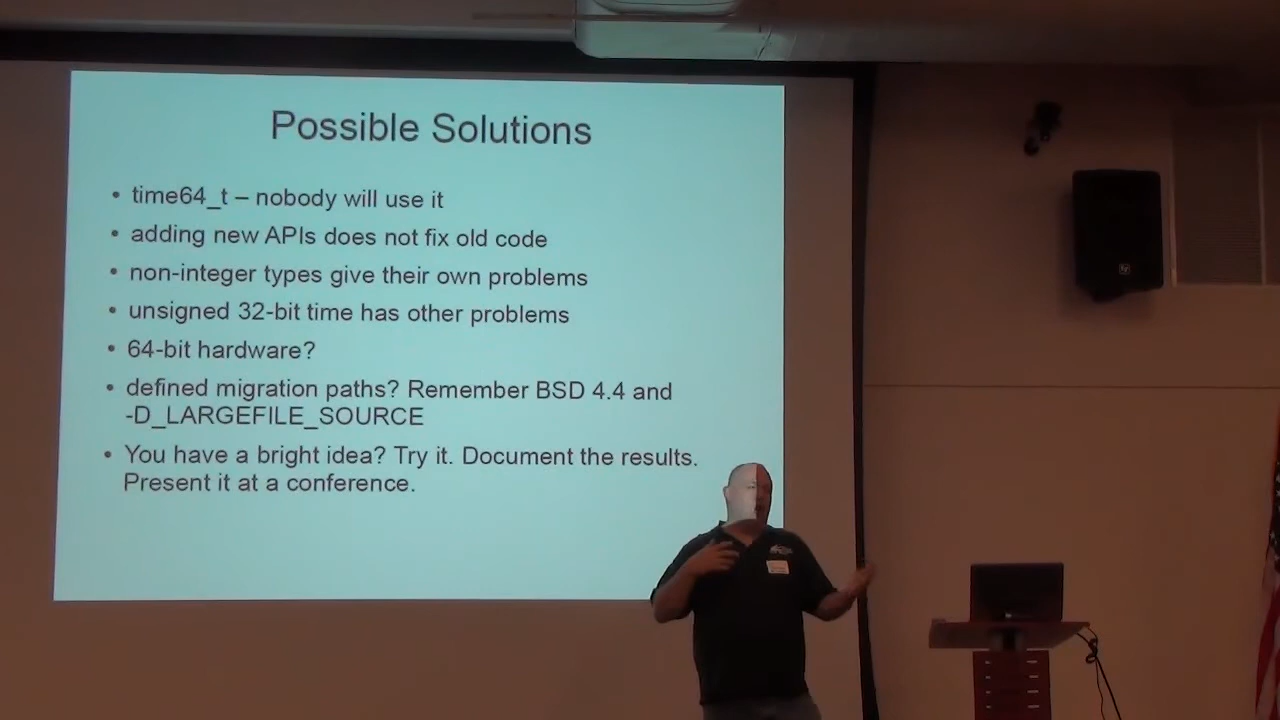 Possible Solutions
• time64_t – nobody will use it
• adding new APIs does not fix old code
• non-integer types give their own problems
• unsigned 32-bit time has other problems
• 64-bit hardware?
• defined migration paths? Remember BSD 4.4 and
-D_LARGEFILE_SOURCE
• You have a bright idea? Try it. Document the results.
Present it at a conference.